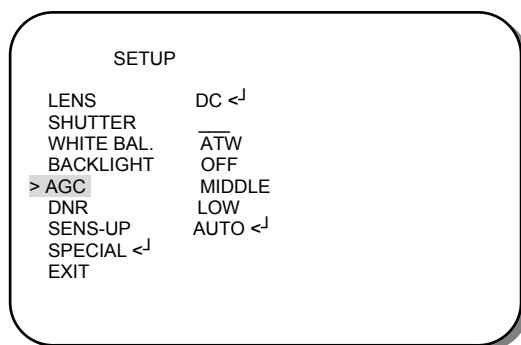 SETUP
LENS DC <┘
SHUTTER ___
WHITE BAL. ATW
BACKLIGHT OFF
> AGC MIDDLE
DNR LOW
SENS-UP AUTO <┘
SPECIAL <┘
EXIT